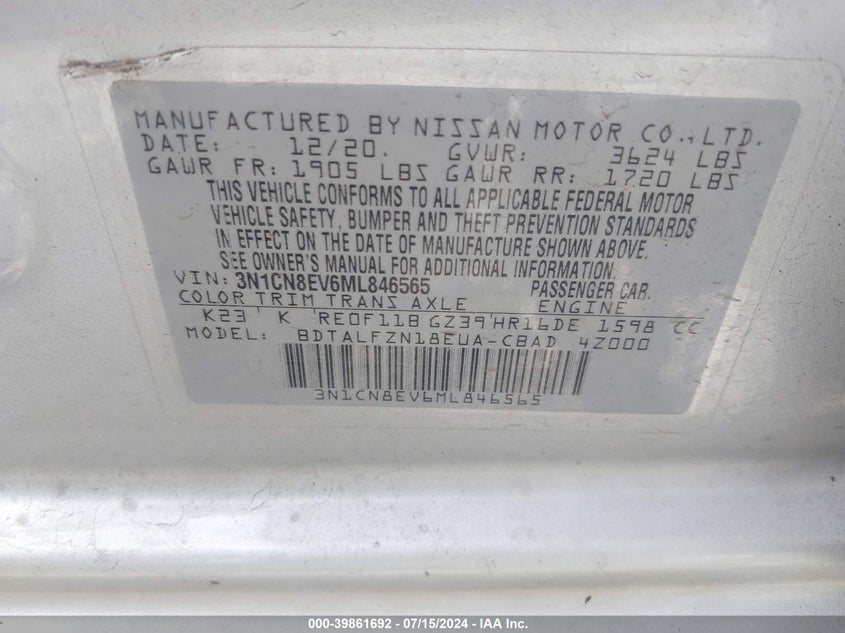 MANUFACTURED BY NISSAN MOTOR CO., LTD.
DATE: 12/20. GVWR: 3624 LBS
GAWR FR: 1905 LBS GAWR RR: 1720 LBS
THIS VEHICLE CONFORMS TO ALL APPLICABLE FEDERAL MOTOR
VEHICLE SAFETY, BUMPER AND THEFT PREVENTION STANDARDS
IN EFFECT ON THE DATE OF MANUFACTURE SHOWN ABOVE.
SEE OWNER'S MANUAL FOR ADDITIONAL INFORMATION.
VIN: 3N1CN8EV6ML846565 PASSENGER CAR.
COLOR TRIM TRANS AXLE ENGINE
K23 K RE0F11B GZ39 HR16DE 1598 CC
MODEL: BDTALFZN18EUA-CBAD 4Z000
3N1CN8EV6ML846565
000-39861692 - 07/15/2024 - IAA Inc.